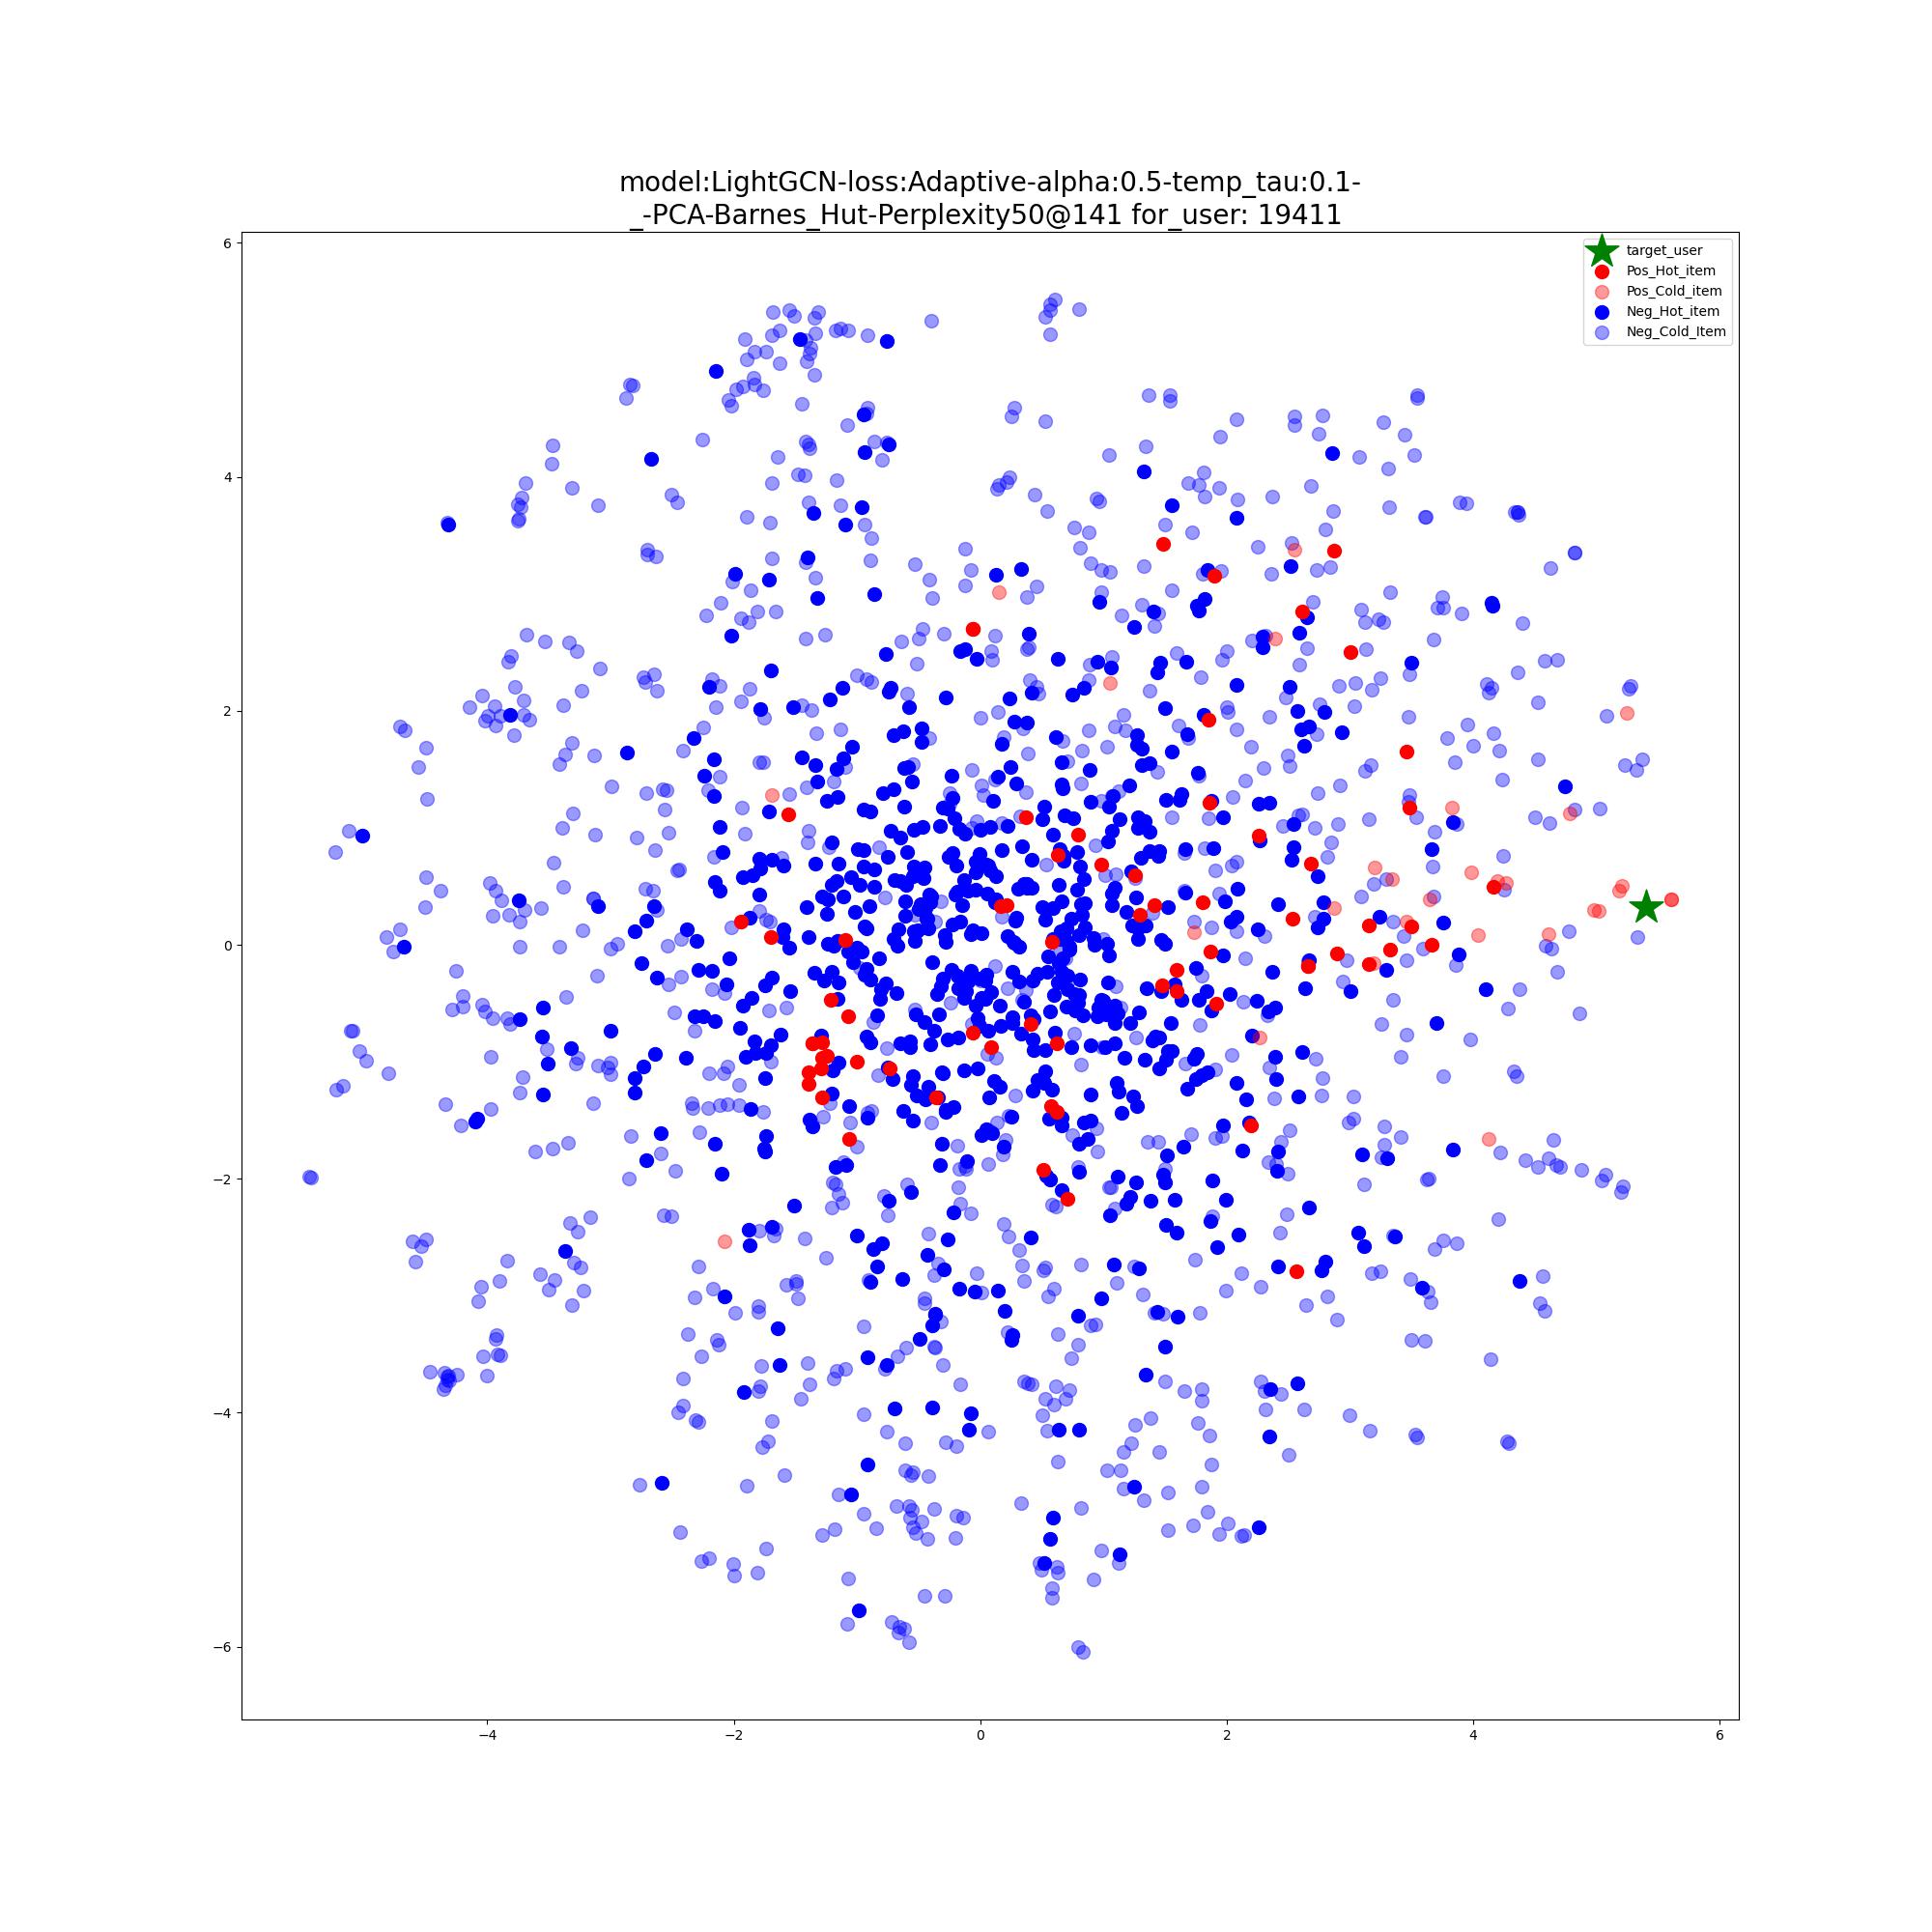 model:LightGCN-loss:Adaptive-alpha:0.5-temp_tau:0.1-
_-PCA-Barnes_Hut-Perplexity50@141 for_user: 19411
target_user
Pos_Hot_item
Pos_Cold_item
Neg_Hot_item
Neg_Cold_Item
6
4
2
0
−2
−4
−6
−4
−2
0
2
4
6